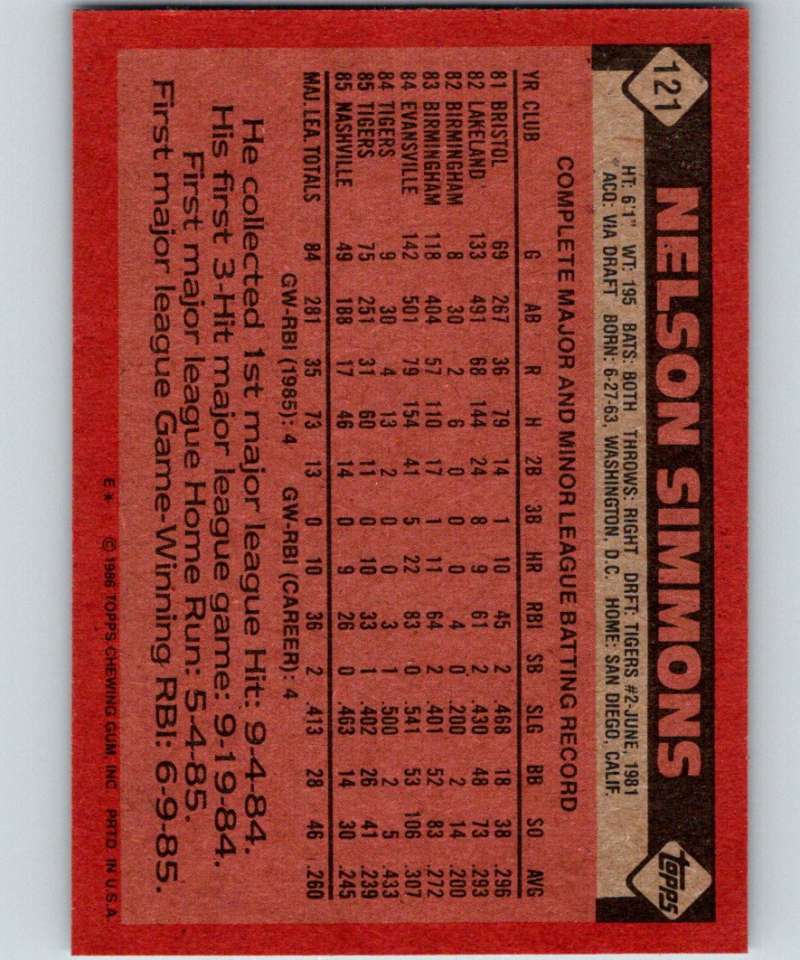 121
NELSON SIMMONS
topps
HT: 6'1" WT: 195 BATS: BOTH THROWS: RIGHT DRFT: TIGERS #2-JUNE, 1981
ACQ: VIA DRAFT BORN: 6-27-63, WASHINGTON, D.C. HOME: SAN DIEGO, CALIF.
COMPLETE MAJOR AND MINOR LEAGUE BATTING RECORD
YR CLUB G AB R H 2B 3B HR RBI SB SLG BB SO AVG
81 BRISTOL 69 267 36 79 14 1 10 45 2 .468 18 38 .296
82 LAKELAND 133 491 68 144 24 8 9 61 2 .430 48 73 .293
82 BIRMINGHAM 8 30 2 6 0 0 0 4 0 .200 2 14 .200
83 BIRMINGHAM 118 404 57 110 17 1 11 64 2 .401 52 83 .272
84 EVANSVILLE 142 501 79 154 41 5 22 83 0 .541 53 106 .307
84 TIGERS 9 30 4 13 2 0 0 3 1 .500 2 5 .433
85 TIGERS 75 251 31 60 11 0 10 33 1 .402 26 41 .239
85 NASHVILLE 49 188 17 46 14 0 9 26 0 .463 14 30 .245
MAJ. LEA. TOTALS 84 281 35 73 13 0 10 36 2 .413 28 46 .260
GW-RBI (1985): 4 GW-RBI (CAREER): 4
He collected 1st major league Hit: 9-4-84.
His first 3-Hit major league game: 9-19-84.
First major league Home Run: 5-4-85.
First major league Game-Winning RBI: 6-9-85.
E* © 1986 TOPPS CHEWING GUM, INC. PRTD. IN U.S.A.